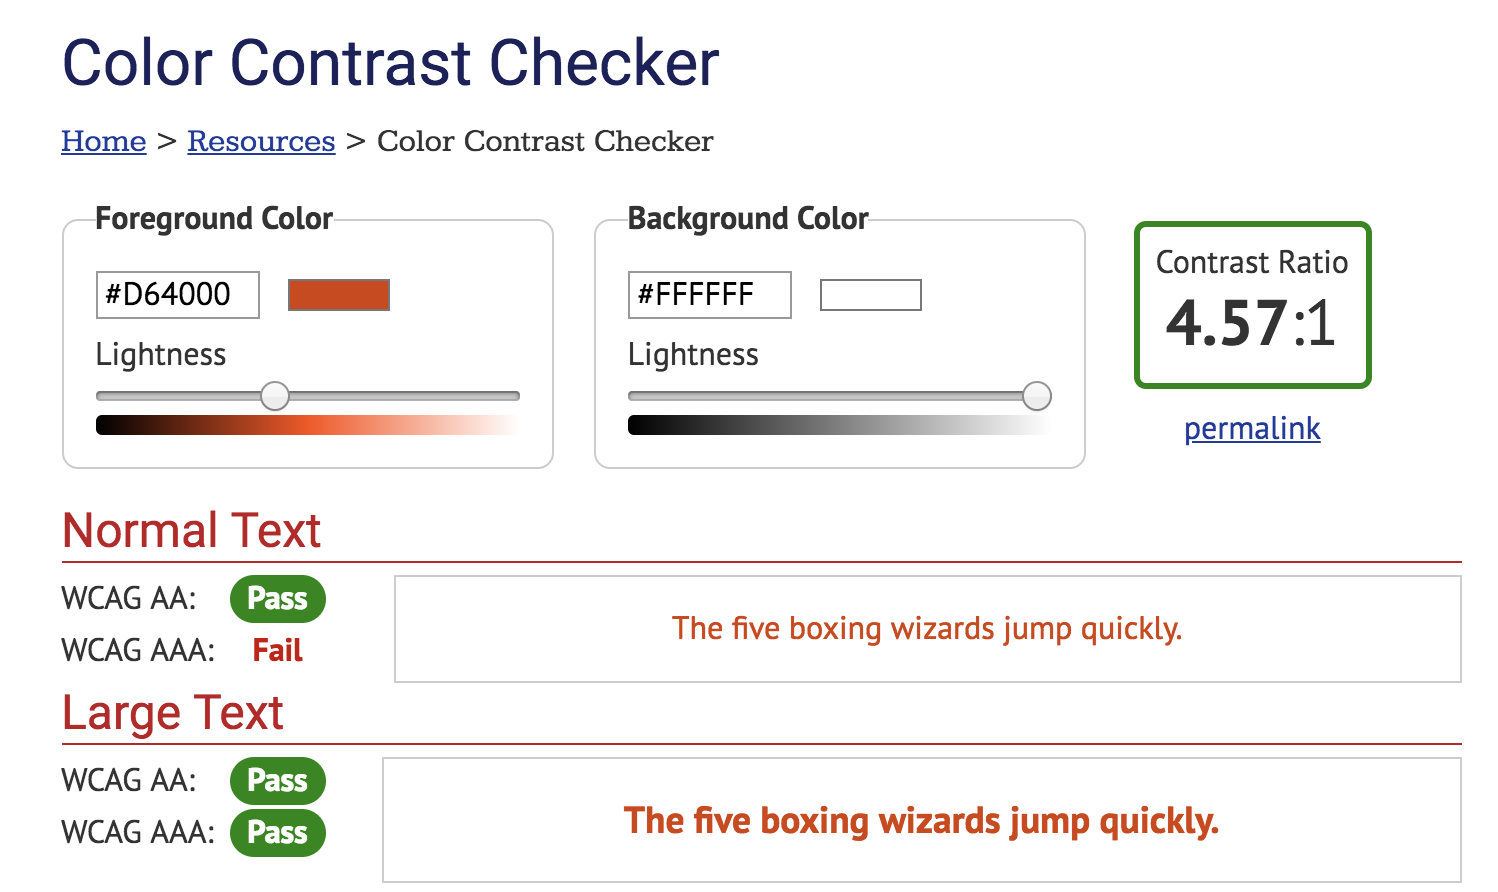 Color Contrast Checker
Home > Resources > Color Contrast Checker
Foreground Color
#D64000
Lightness
Background Color
#FFFFFF
Lightness
Contrast Ratio
4.57:1
permalink
Normal Text
WCAG AA: Pass
WCAG AAA: Fail
The five boxing wizards jump quickly.
Large Text
WCAG AA: Pass
WCAG AAA: Pass
The five boxing wizards jump quickly.